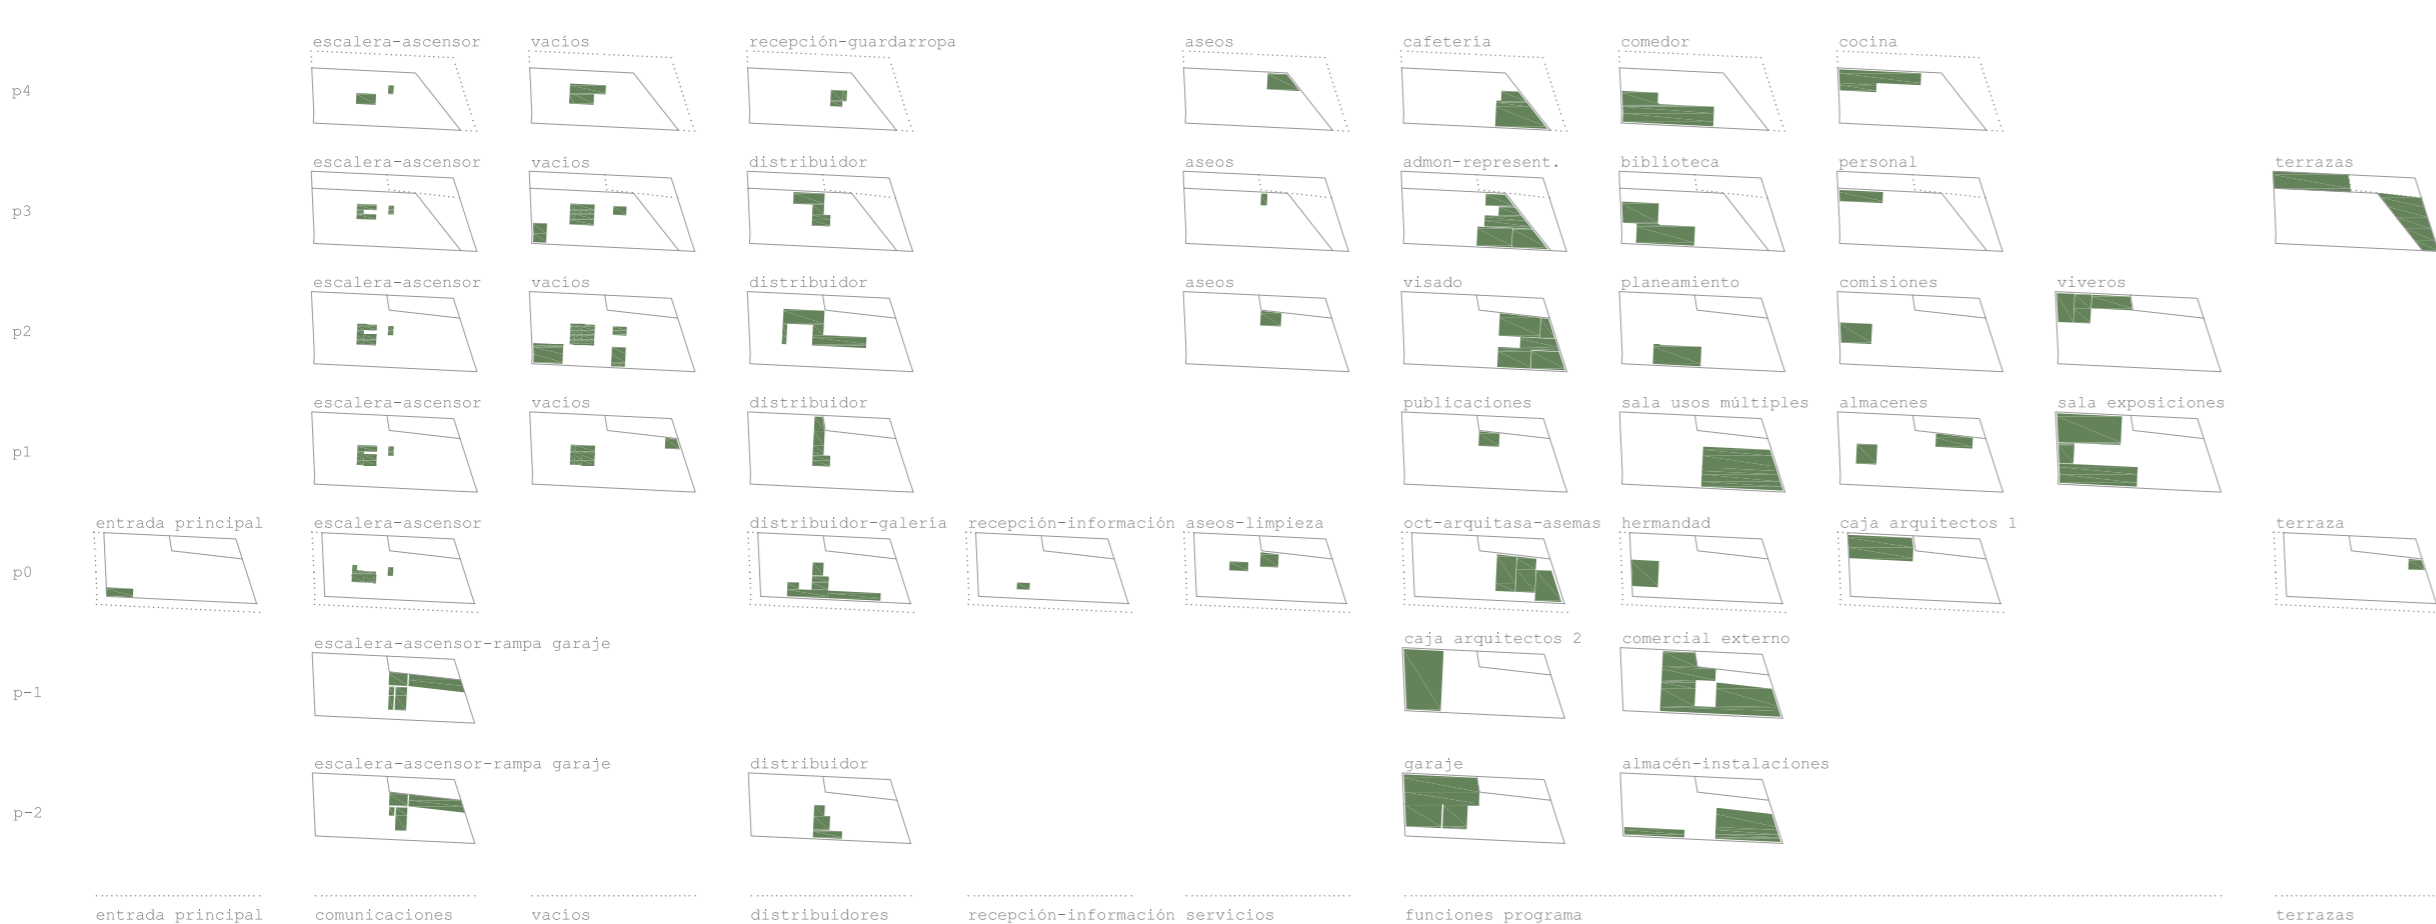 escalera-ascensor vacíos recepción-guardarropa aseos cafetería comedor cocina
p4
escalera-ascensor vacíos distribuidor aseos admon-represent. biblioteca personal terrazas
p3
escalera-ascensor vacíos distribuidor aseos visado planeamiento comisiones viveros
p2
escalera-ascensor vacíos distribuidor publicaciones sala usos múltiples almacenes sala exposiciones
p1
entrada principal escalera-ascensor distribuidor-galería recepción-información aseos-limpieza oct-arquitasa-asemas hermandad caja arquitectos 1 terraza
p0
escalera-ascensor-rampa garaje caja arquitectos 2 comercial externo
p-1
escalera-ascensor-rampa garaje distribuidor garaje almacén-instalaciones
p-2
entrada principal comunicaciones vacíos distribuidores recepción-información servicios funciones programa terrazas